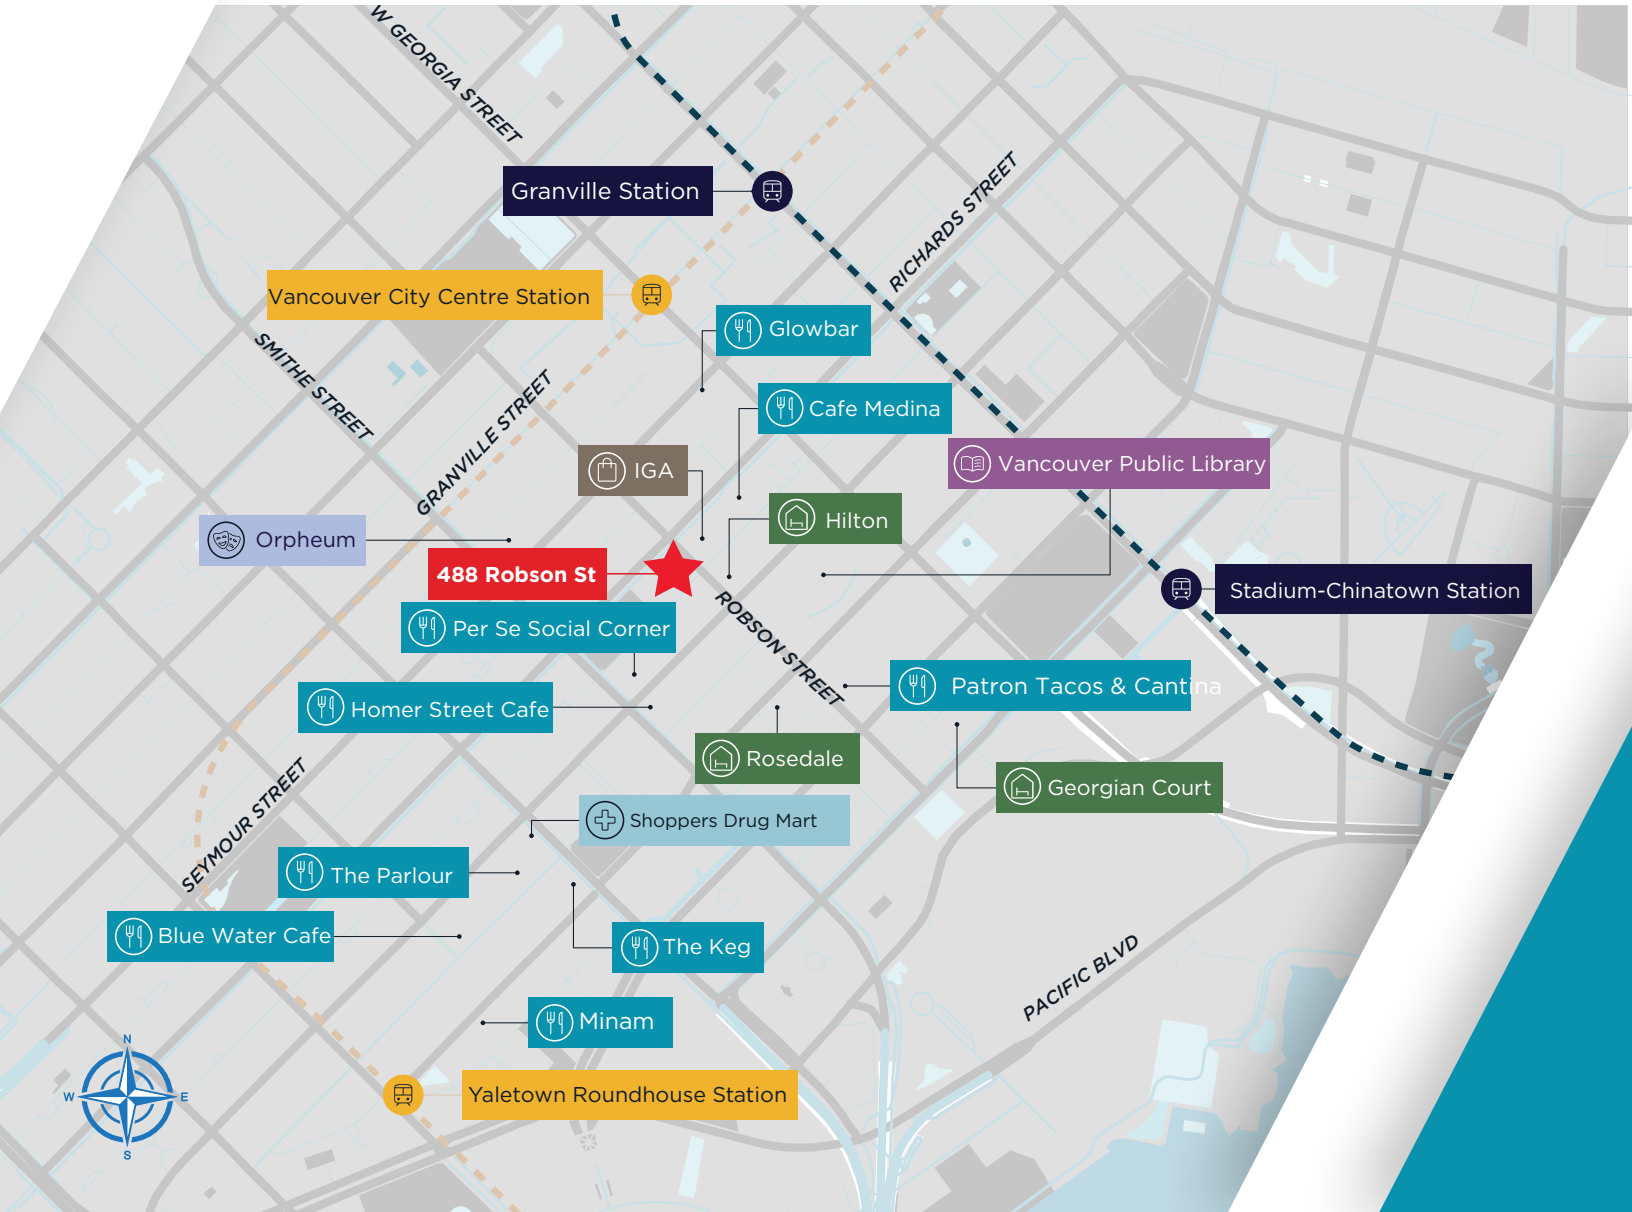 W GEORGIA STREET
Granville Station
RICHARDS STREET
Vancouver City Centre Station
Glowbar
SMITHE STREET
GRANVILLE STREET
Cafe Medina
IGA
Vancouver Public Library
Hilton
Orpheum
488 Robson St
Stadium-Chinatown Station
Per Se Social Corner
ROBSON STREET
Patron Tacos & Cantina
Homer Street Cafe
Rosedale
Georgian Court
SEYMOUR STREET
Shoppers Drug Mart
The Parlour
Blue Water Cafe
The Keg
PACIFIC BLVD
Minam
N
W
E
S
Yaletown Roundhouse Station